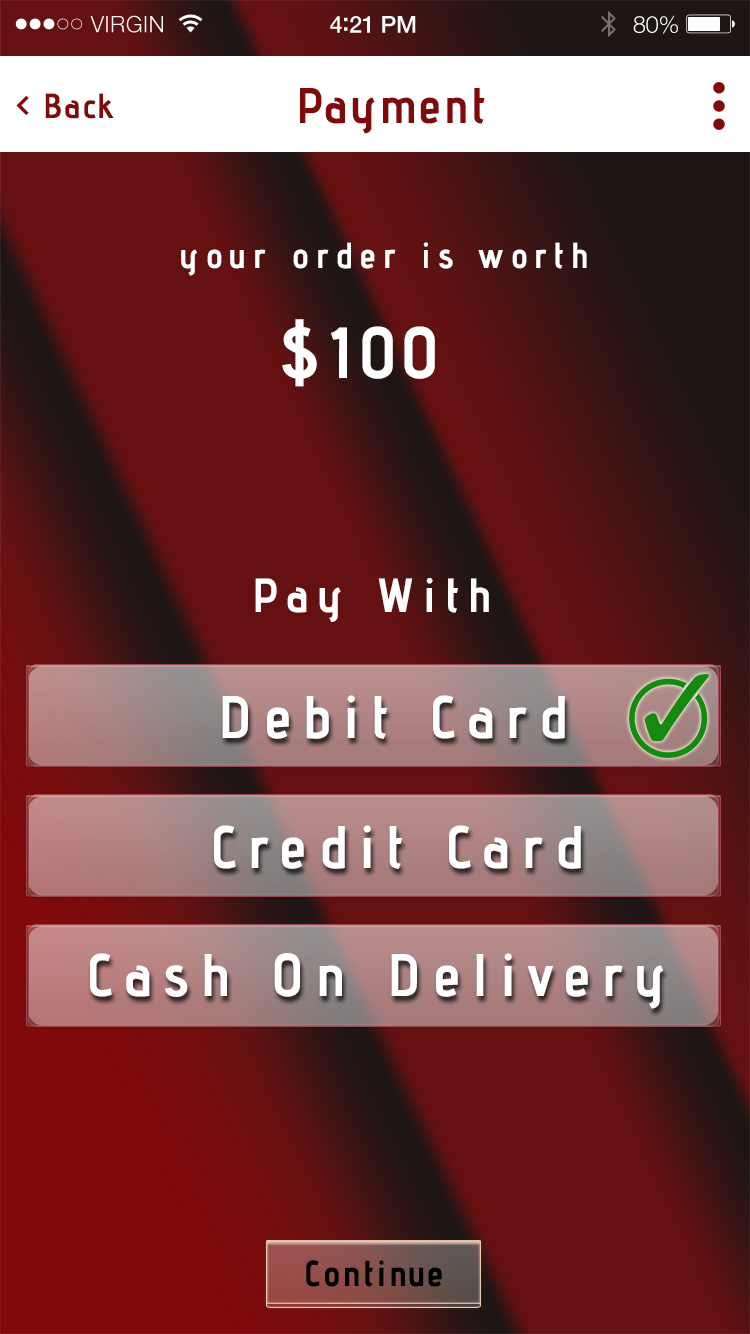 VIRGIN 4:21 PM 80%
< Back Payment
your order is worth
$100
Pay With
Debit Card
Credit Card
Cash On Delivery
Continue